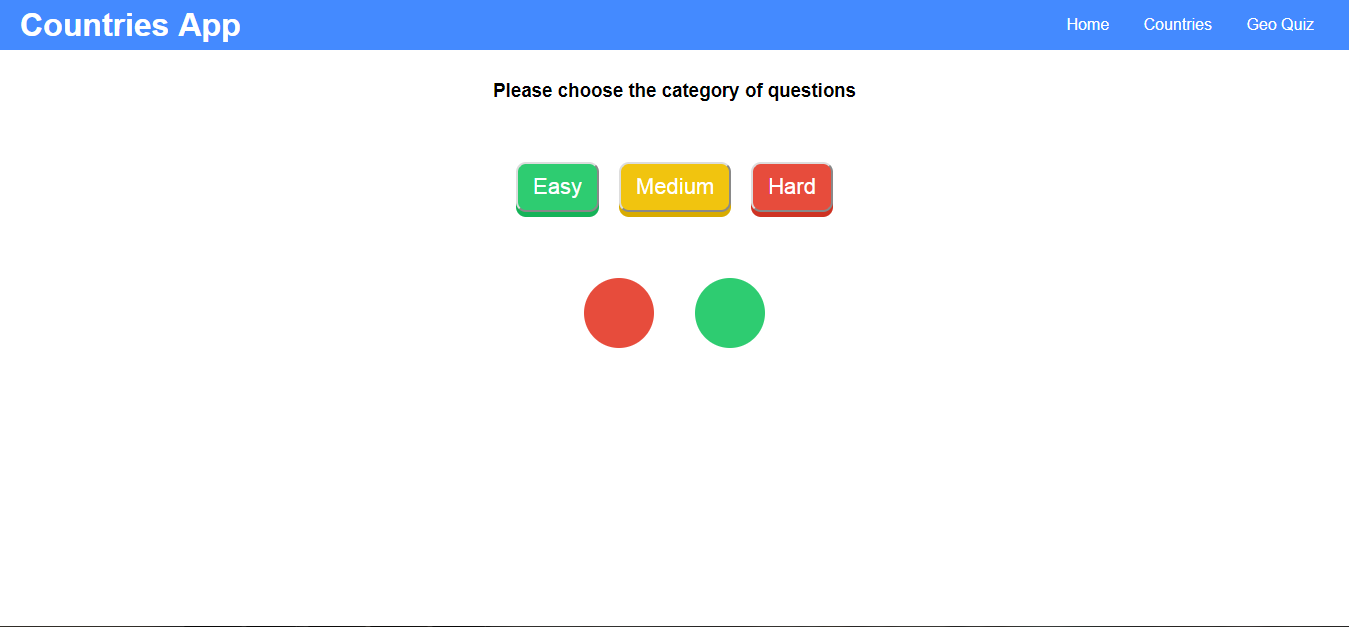 Countries App
Home Countries Geo Quiz
Please choose the category of questions
Easy Medium Hard